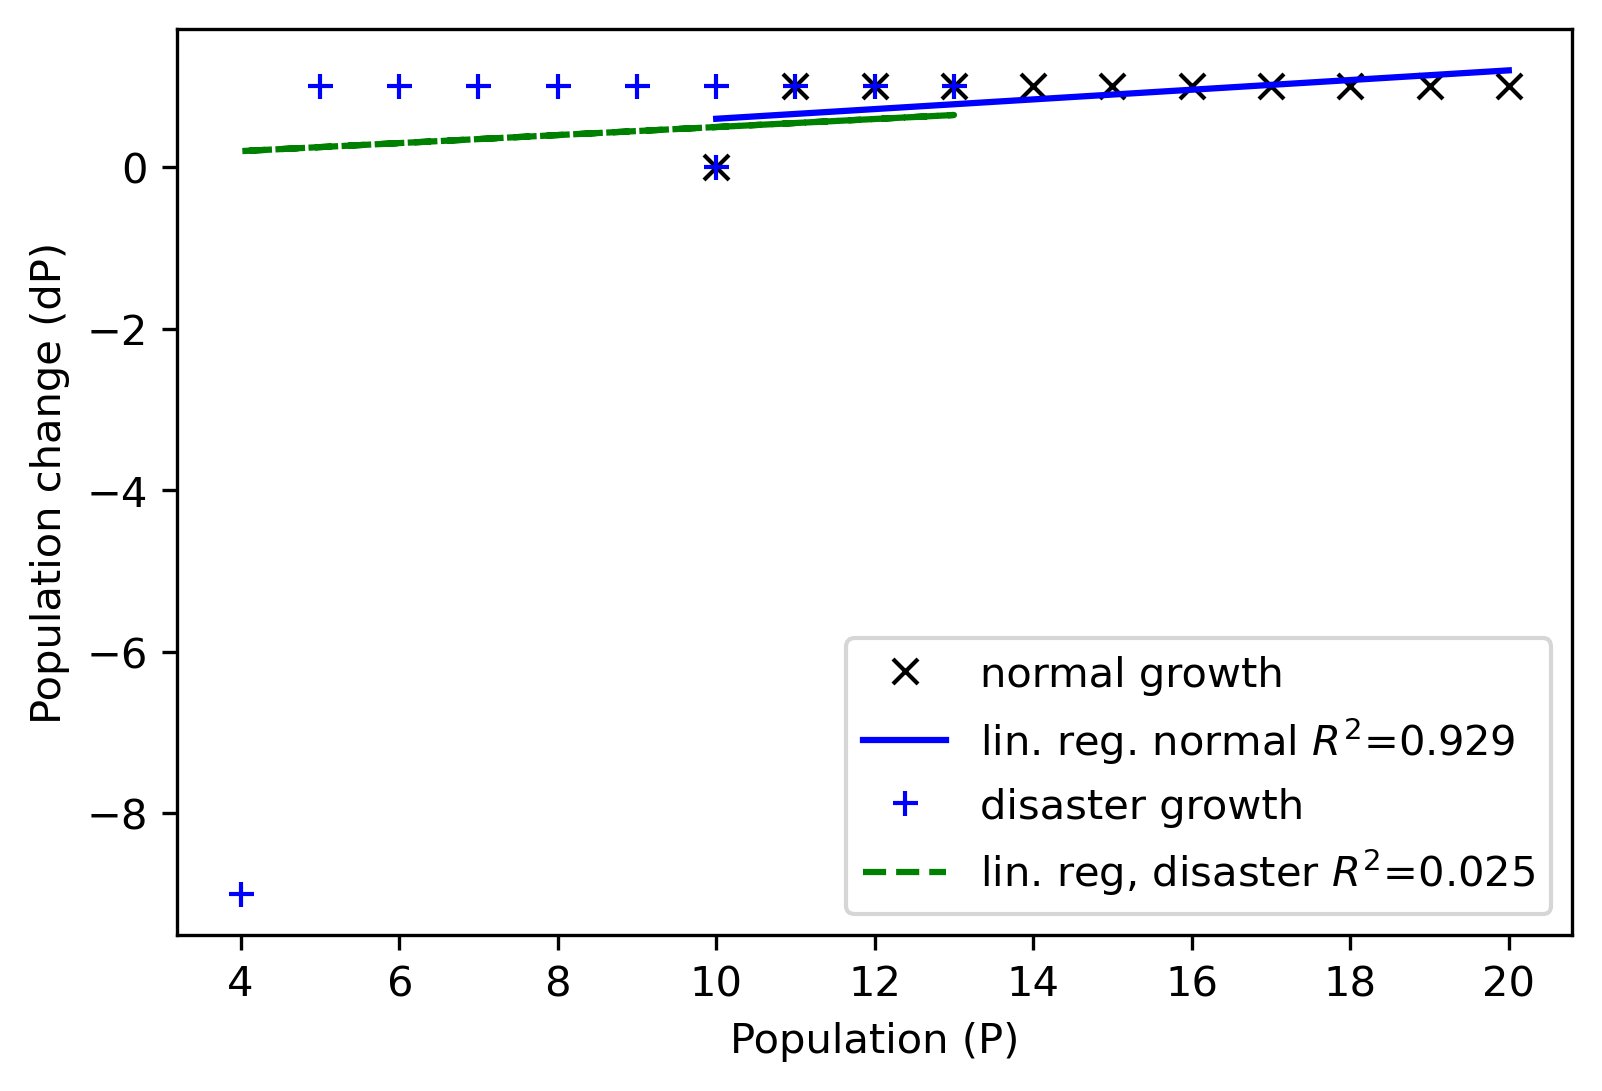 0
−2
−4
−6
−8
Population change (dP)
4 6 8 10 12 14 16 18 20
Population (P)
normal growth
lin. reg. normal R²=0.929
disaster growth
lin. reg, disaster R²=0.025